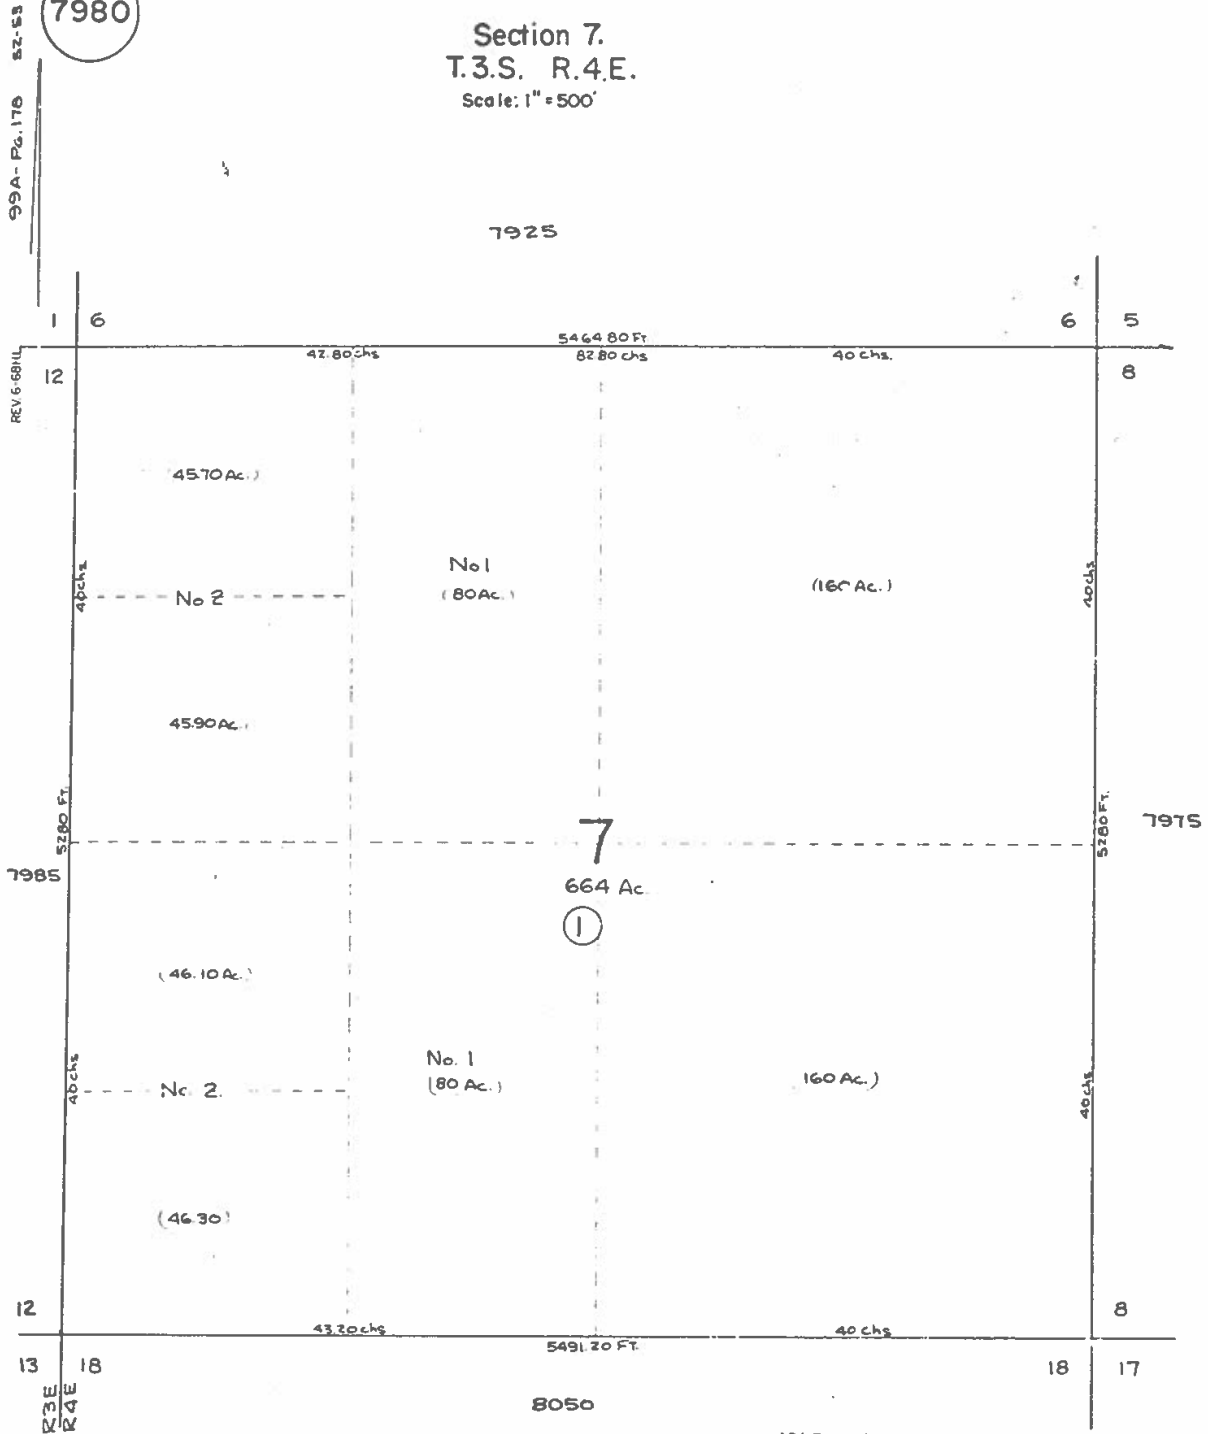 7980
52-53
99A- PG.178
Section 7.
T.3.S. R.4.E.
Scale: 1" = 500'
7925
1 6
6 5
5464.80 FT
42.80 chs 82.80 chs 40 chs.
REV. 6-68
12
8
45.70 Ac.)
No 1
(80 Ac.)
(160 Ac.)
40 chs
No 2
40 chs
45.90 Ac.)
5280 FT.
7
5280 FT.
7975
7985
664 Ac
1
(46.10 Ac.)
No. 1
(80 Ac.)
160 Ac.)
40 chs
No. 2.
40 chs
(46.30)
12
8
43.20 chs 40 chs
5491.20 FT.
13 18
18 17
R3E
R4E
8050